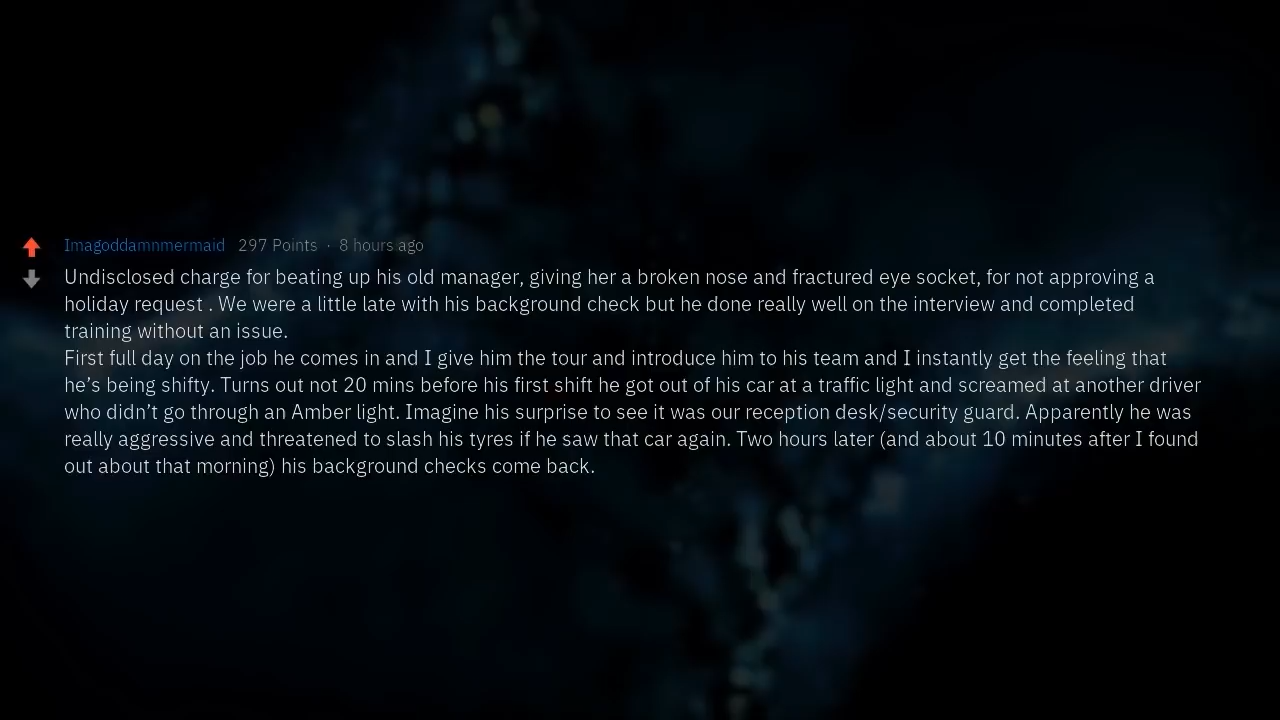 Imagoddamnmermaid 297 Points · 8 hours ago
Undisclosed charge for beating up his old manager, giving her a broken nose and fractured eye socket, for not approving a
holiday request . We were a little late with his background check but he done really well on the interview and completed
training without an issue.
First full day on the job he comes in and I give him the tour and introduce him to his team and I instantly get the feeling that
he’s being shifty. Turns out not 20 mins before his first shift he got out of his car at a traffic light and screamed at another driver
who didn’t go through an Amber light. Imagine his surprise to see it was our reception desk/security guard. Apparently he was
really aggressive and threatened to slash his tyres if he saw that car again. Two hours later (and about 10 minutes after I found
out about that morning) his background checks come back.